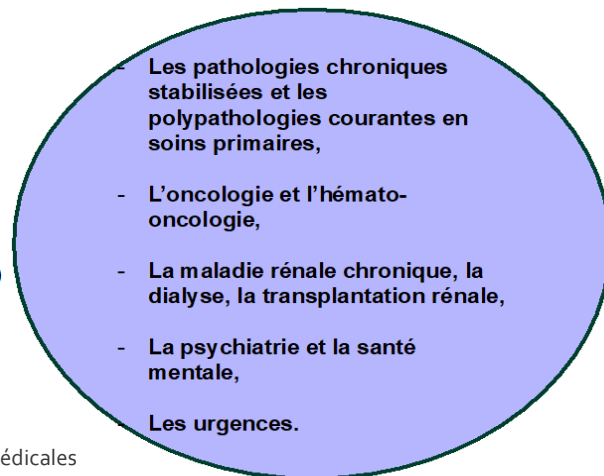 - Les pathologies chroniques
stabilisées et les
polypathologies courantes en
soins primaires,
- L'oncologie et l'hémato-
oncologie,
- La maladie rénale chronique, la
dialyse, la transplantation rénale,
- La psychiatrie et la santé
mentale,
- Les urgences.
édicales